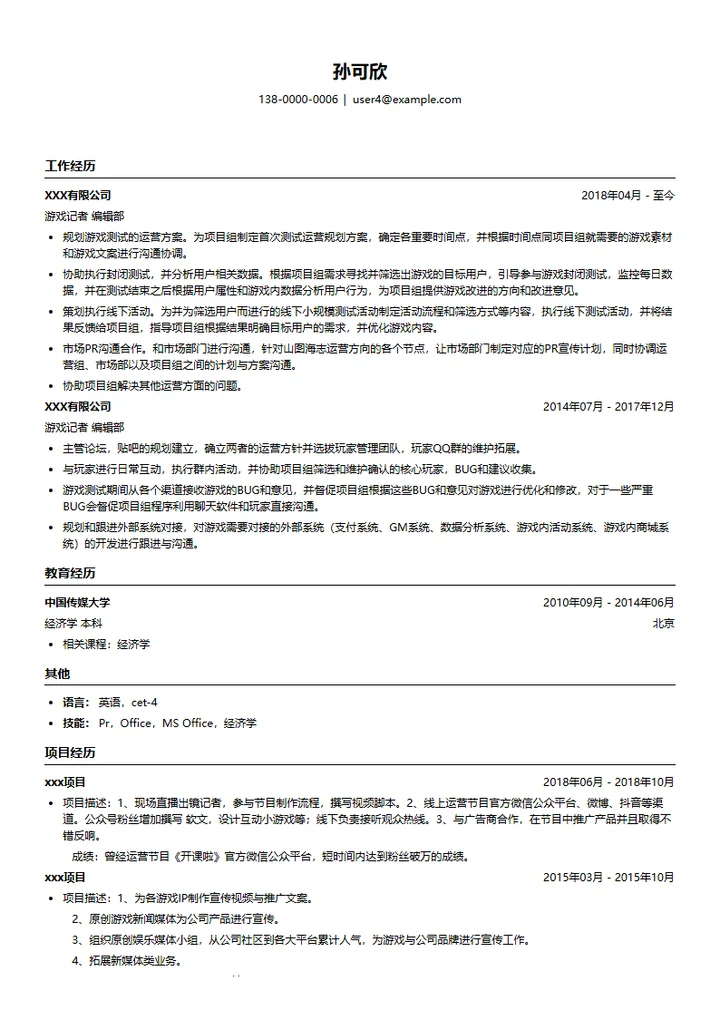 孙可欣
138-0000-0006 | user4@example.com
工作经历
XXX有限公司 2018年04月 - 至今
游戏记者 编辑部
• 规划游戏测试的运营方案。为项目组制定首次测试运营规划方案，确定各重要时间点，并根据时间点同项目组就需要的游戏素材
和游戏文案进行沟通协调。
• 协助执行封闭测试，并分析用户相关数据。根据项目组需求寻找并筛选出游戏的目标用户，引导参与游戏封闭测试，监控每日数
据，并在测试结束之后根据用户属性和游戏内数据分析用户行为，为项目组提供游戏改进的方向和改进意见。
• 策划执行线下活动。为并为筛选用户而进行的线下小规模测试活动制定活动流程和筛选方式等内容，执行线下测试活动，并将结
果反馈给项目组，指导项目组根据结果明确目标用户的需求，并优化游戏内容。
• 市场PR沟通合作。和市场部门进行沟通，针对山图海志运营方向的各个节点，让市场部门制定对应的PR宣传计划，同时协调运
营组、市场部以及项目组之间的计划与方案沟通。
• 协助项目组解决其他运营方面的问题。
XXX有限公司 2014年07月 - 2017年12月
游戏记者 编辑部
• 主管论坛，贴吧的规划建立，确立两者的运营方针并选拔玩家管理团队，玩家QQ群的维护拓展。
• 与玩家进行日常互动，执行群内活动，并协助项目组筛选和维护确认的核心玩家，BUG和建议收集。
• 游戏测试期间从各个渠道接收游戏的BUG和意见，并督促项目组根据这些BUG和意见对游戏进行优化和修改，对于一些严重
BUG会督促项目组程序利用聊天软件和玩家直接沟通。
• 规划和跟进外部系统对接，对游戏需要对接的外部系统（支付系统、GM系统、数据分析系统、游戏内活动系统、游戏内商城系
统）的开发进行跟进与沟通。
教育经历
中国传媒大学 2010年09月 - 2014年06月
经济学 本科 北京
• 相关课程：经济学
其他
• 语言： 英语，cet-4
• 技能： Pr，Office，MS Office，经济学
项目经历
xxx项目 2018年06月 - 2018年10月
• 项目描述：1、现场直播出镜记者，参与节目制作流程，撰写视频脚本。2、线上运营节目官方微信公众平台、微博、抖音等渠
道。公众号粉丝增加撰写 软文，设计互动小游戏等；线下负责接听观众热线。3、与广告商合作，在节目中推广产品并且取得不
错反响。
成绩：曾经运营节目《开课啦》官方微信公众平台，短时间内达到粉丝破万的成绩。
xxx项目 2015年03月 - 2015年10月
• 项目描述：1、为各游戏IP制作宣传视频与推广文案。
2、原创游戏新闻媒体为公司产品进行宣传。
3、组织原创娱乐媒体小组，从公司社区到各大平台累计人气，为游戏与公司品牌进行宣传工作。
4、拓展新媒体类业务。